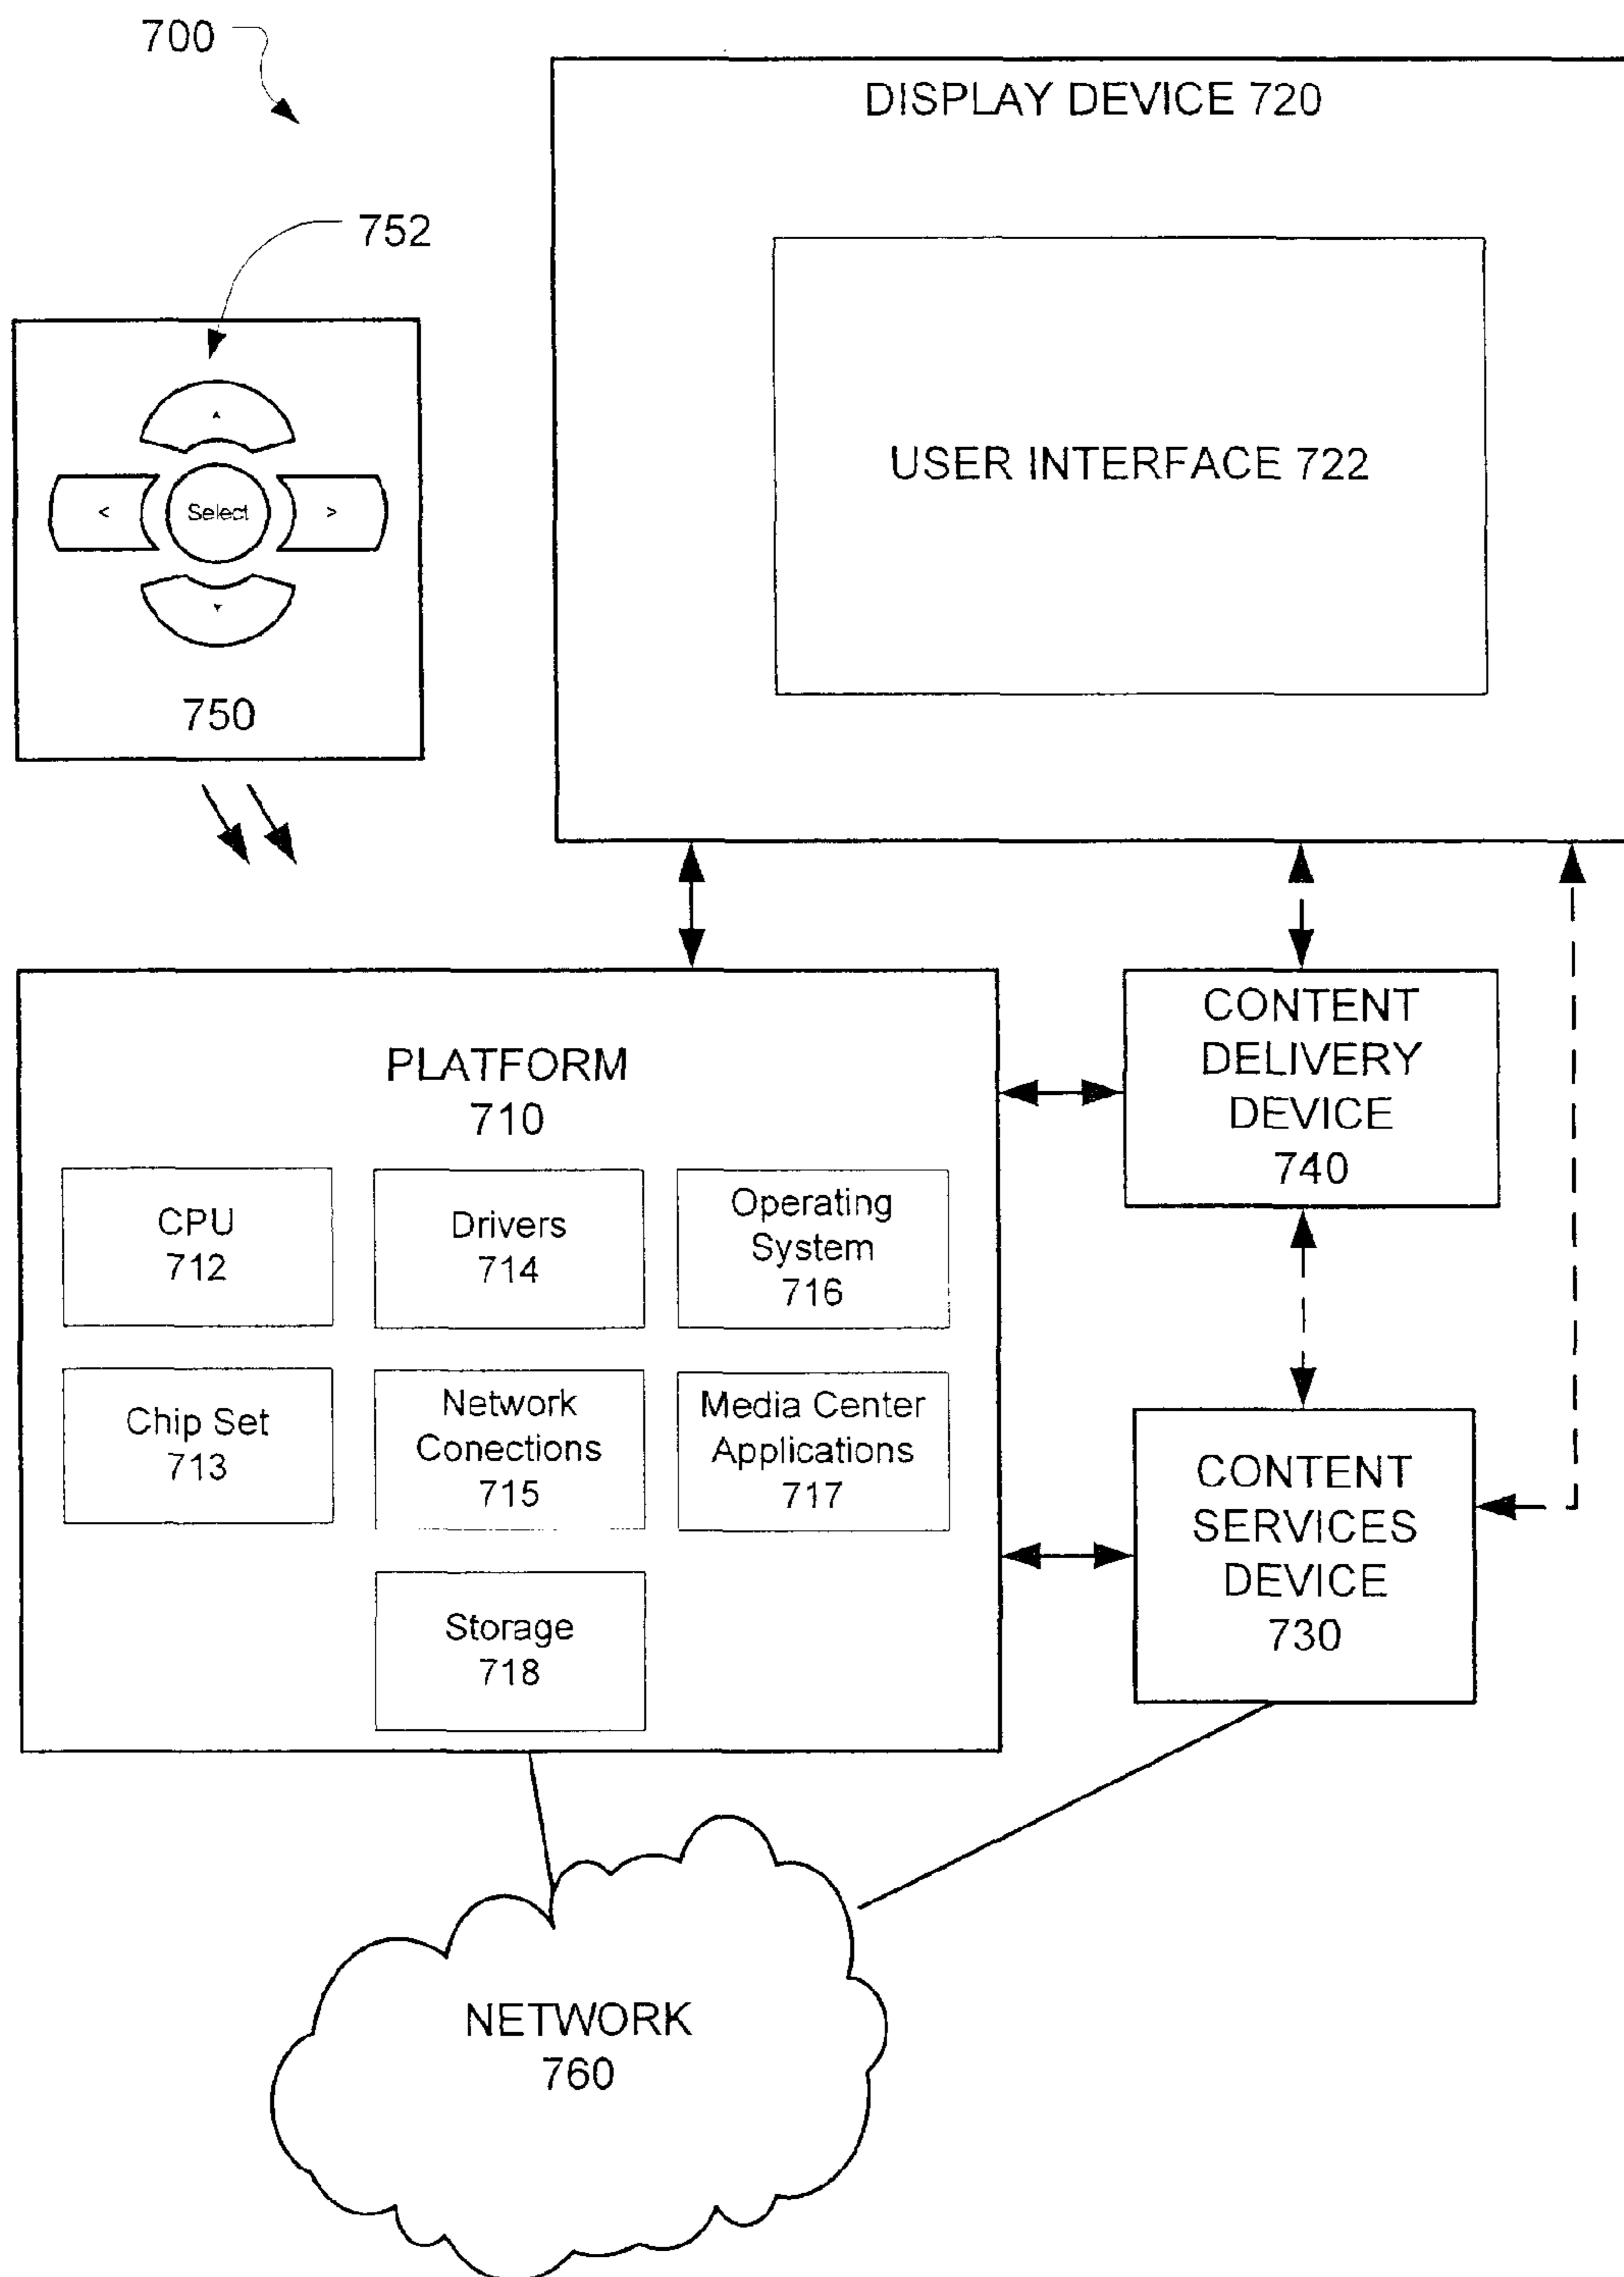 700
DISPLAY DEVICE 720
752
USER INTERFACE 722
<
Select
>
750
PLATFORM
710
CPU
712
Drivers
714
Operating
System
716
Chip Set
713
Network
Conections
715
Media Center
Applications
717
Storage
718
CONTENT
DELIVERY
DEVICE
740
CONTENT
SERVICES
DEVICE
730
NETWORK
760